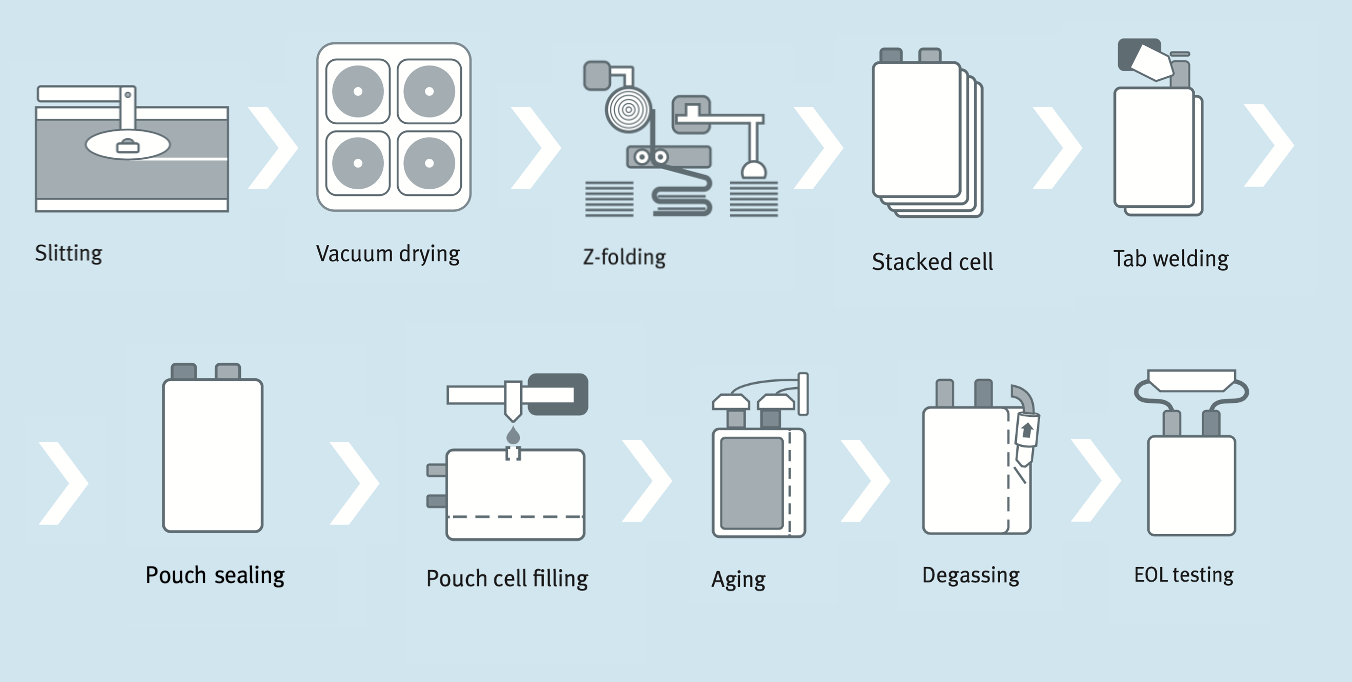 Slitting
Vacuum drying
Z-folding
Stacked cell
Tab welding
Pouch sealing
Pouch cell filling
Aging
Degassing
EOL testing